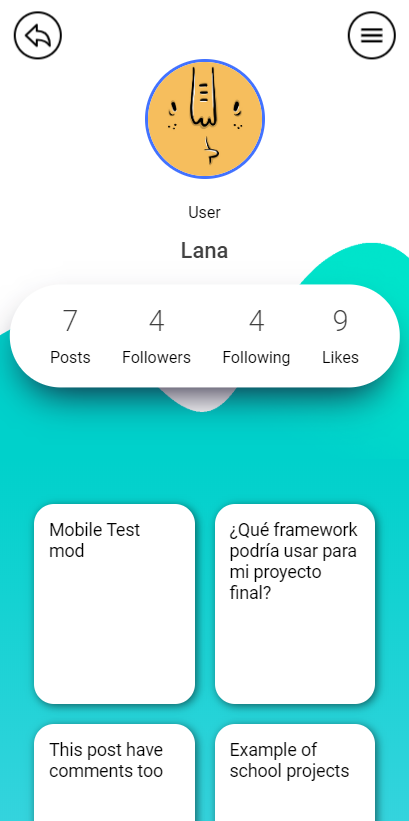 User
Lana
7 4 4 9
Posts Followers Following Likes
Mobile Test
mod
¿Qué framework
podría usar para
mi proyecto
final?
This post have
comments too
Example of
school projects